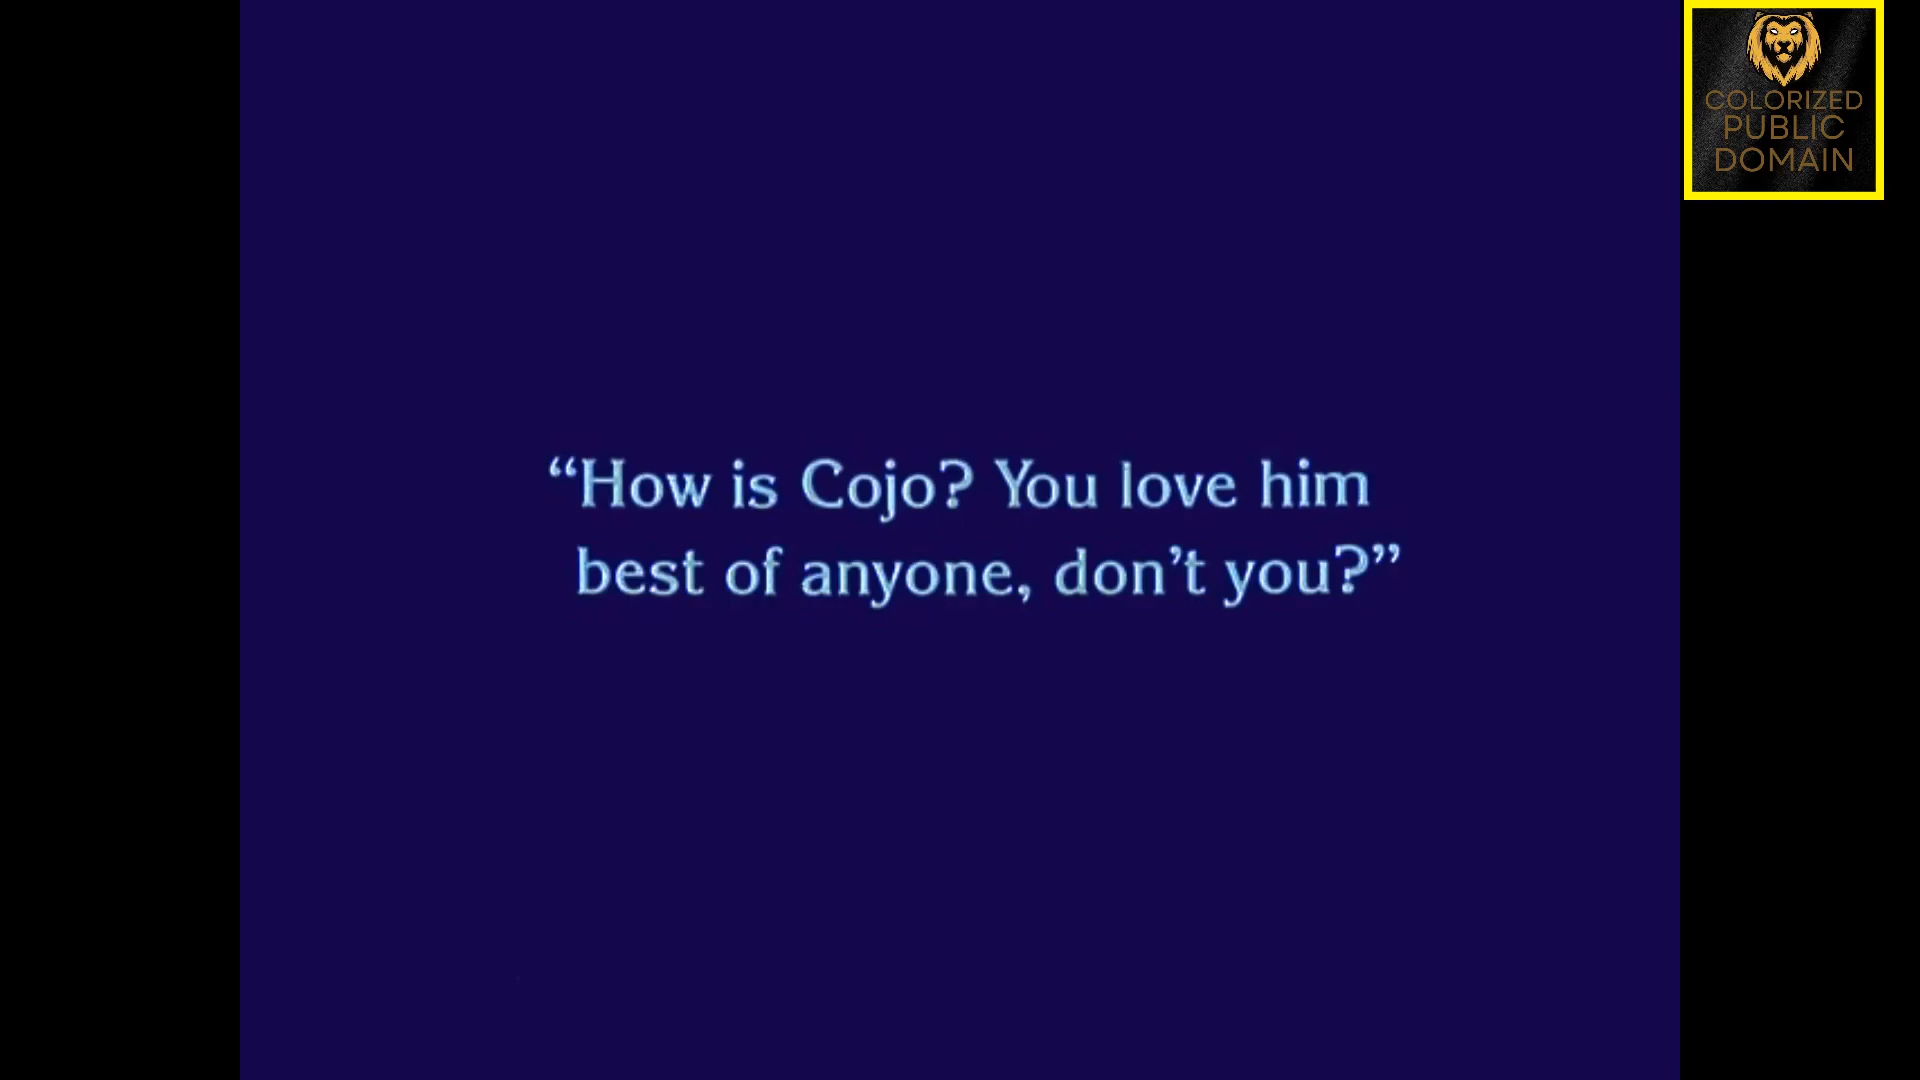 “How is Cojo? You love him
best of anyone, don’t you?”
COLORIZED
PUBLIC
DOMAIN